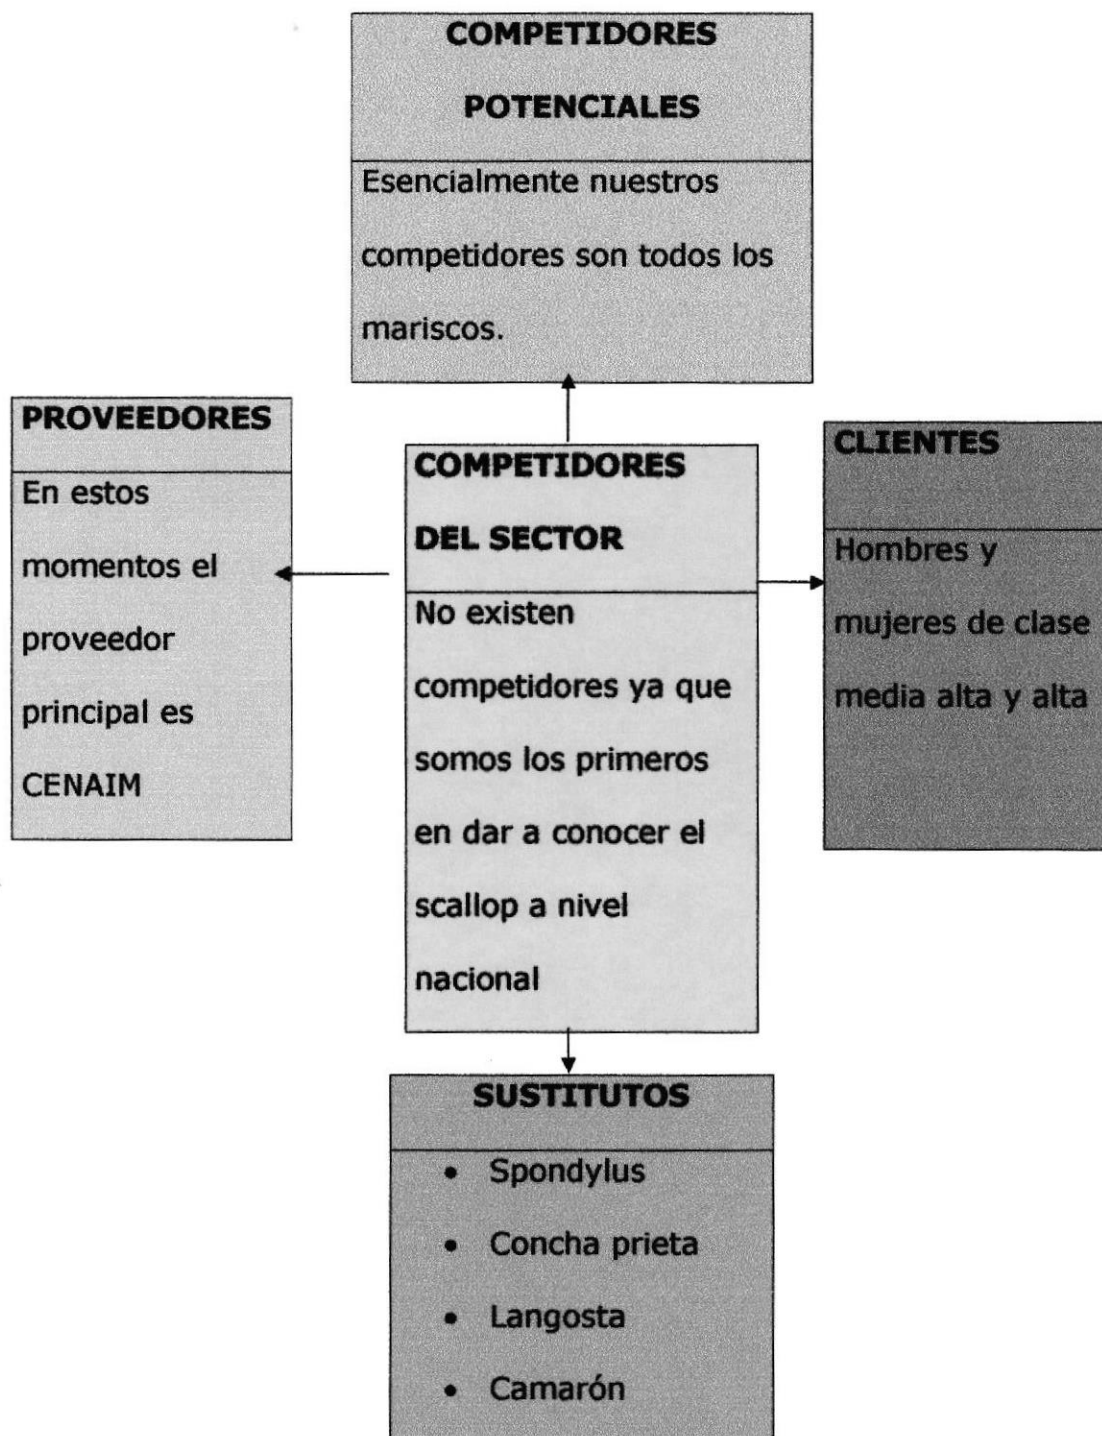 COMPETIDORES
POTENCIALES
Esencialmente nuestros
competidores son todos los
mariscos.
PROVEEDORES
En estos
momentos el
proveedor
principal es
CENAIM
COMPETIDORES
DEL SECTOR
No existen
competidores ya que
somos los primeros
en dar a conocer el
scallop a nivel
nacional
CLIENTES
Hombres y
mujeres de clase
media alta y alta
SUSTITUTOS
• Spondylus
• Concha prieta
• Langosta
• Camarón